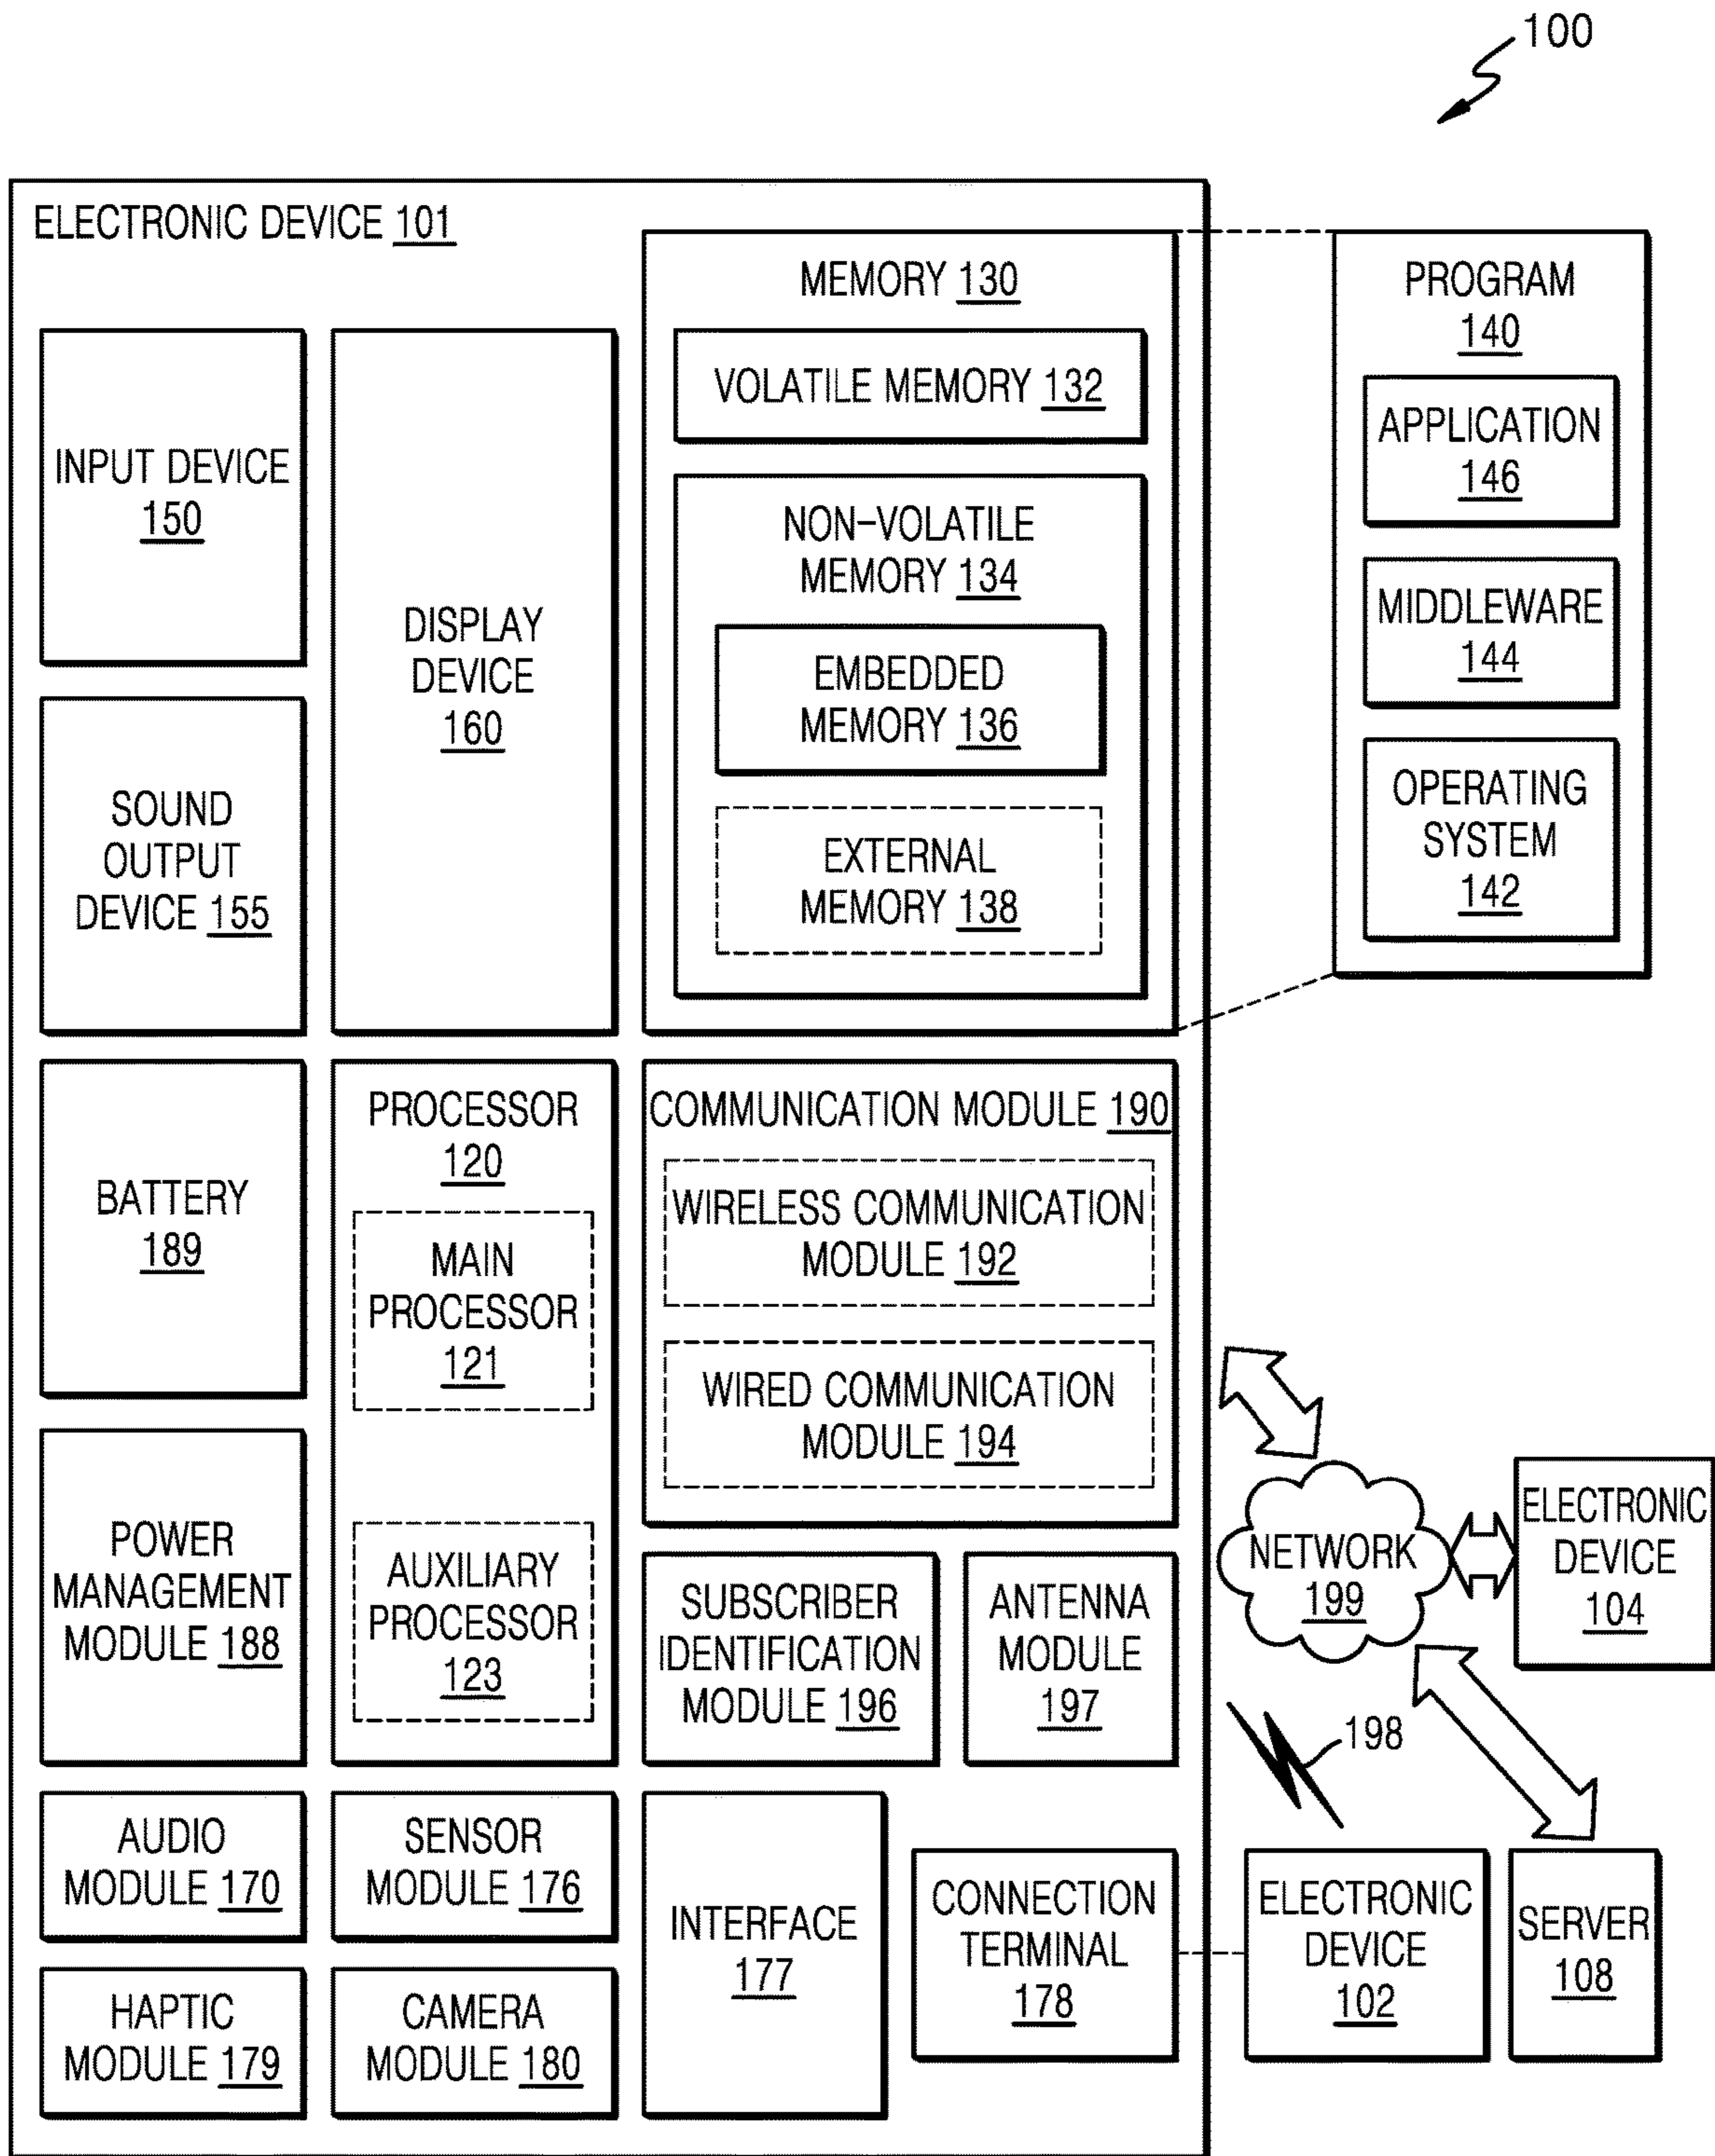 100
ELECTRONIC DEVICE 101
INPUT DEVICE
150
SOUND
OUTPUT
DEVICE 155
DISPLAY
DEVICE
160
MEMORY 130
VOLATILE MEMORY 132
NON-VOLATILE
MEMORY 134
EMBEDDED
MEMORY 136
EXTERNAL
MEMORY 138
PROGRAM
140
APPLICATION
146
MIDDLEWARE
144
OPERATING
SYSTEM
142
BATTERY
189
POWER
MANAGEMENT
MODULE 188
PROCESSOR
120
MAIN
PROCESSOR
121
AUXILIARY
PROCESSOR
123
COMMUNICATION MODULE 190
WIRELESS COMMUNICATION
MODULE 192
WIRED COMMUNICATION
MODULE 194
SUBSCRIBER
IDENTIFICATION
MODULE 196
ANTENNA
MODULE
197
NETWORK
199
ELECTRONIC
DEVICE
104
198
AUDIO
MODULE 170
SENSOR
MODULE 176
INTERFACE
177
CONNECTION
TERMINAL
178
ELECTRONIC
DEVICE
102
SERVER
108
HAPTIC
MODULE 179
CAMERA
MODULE 180